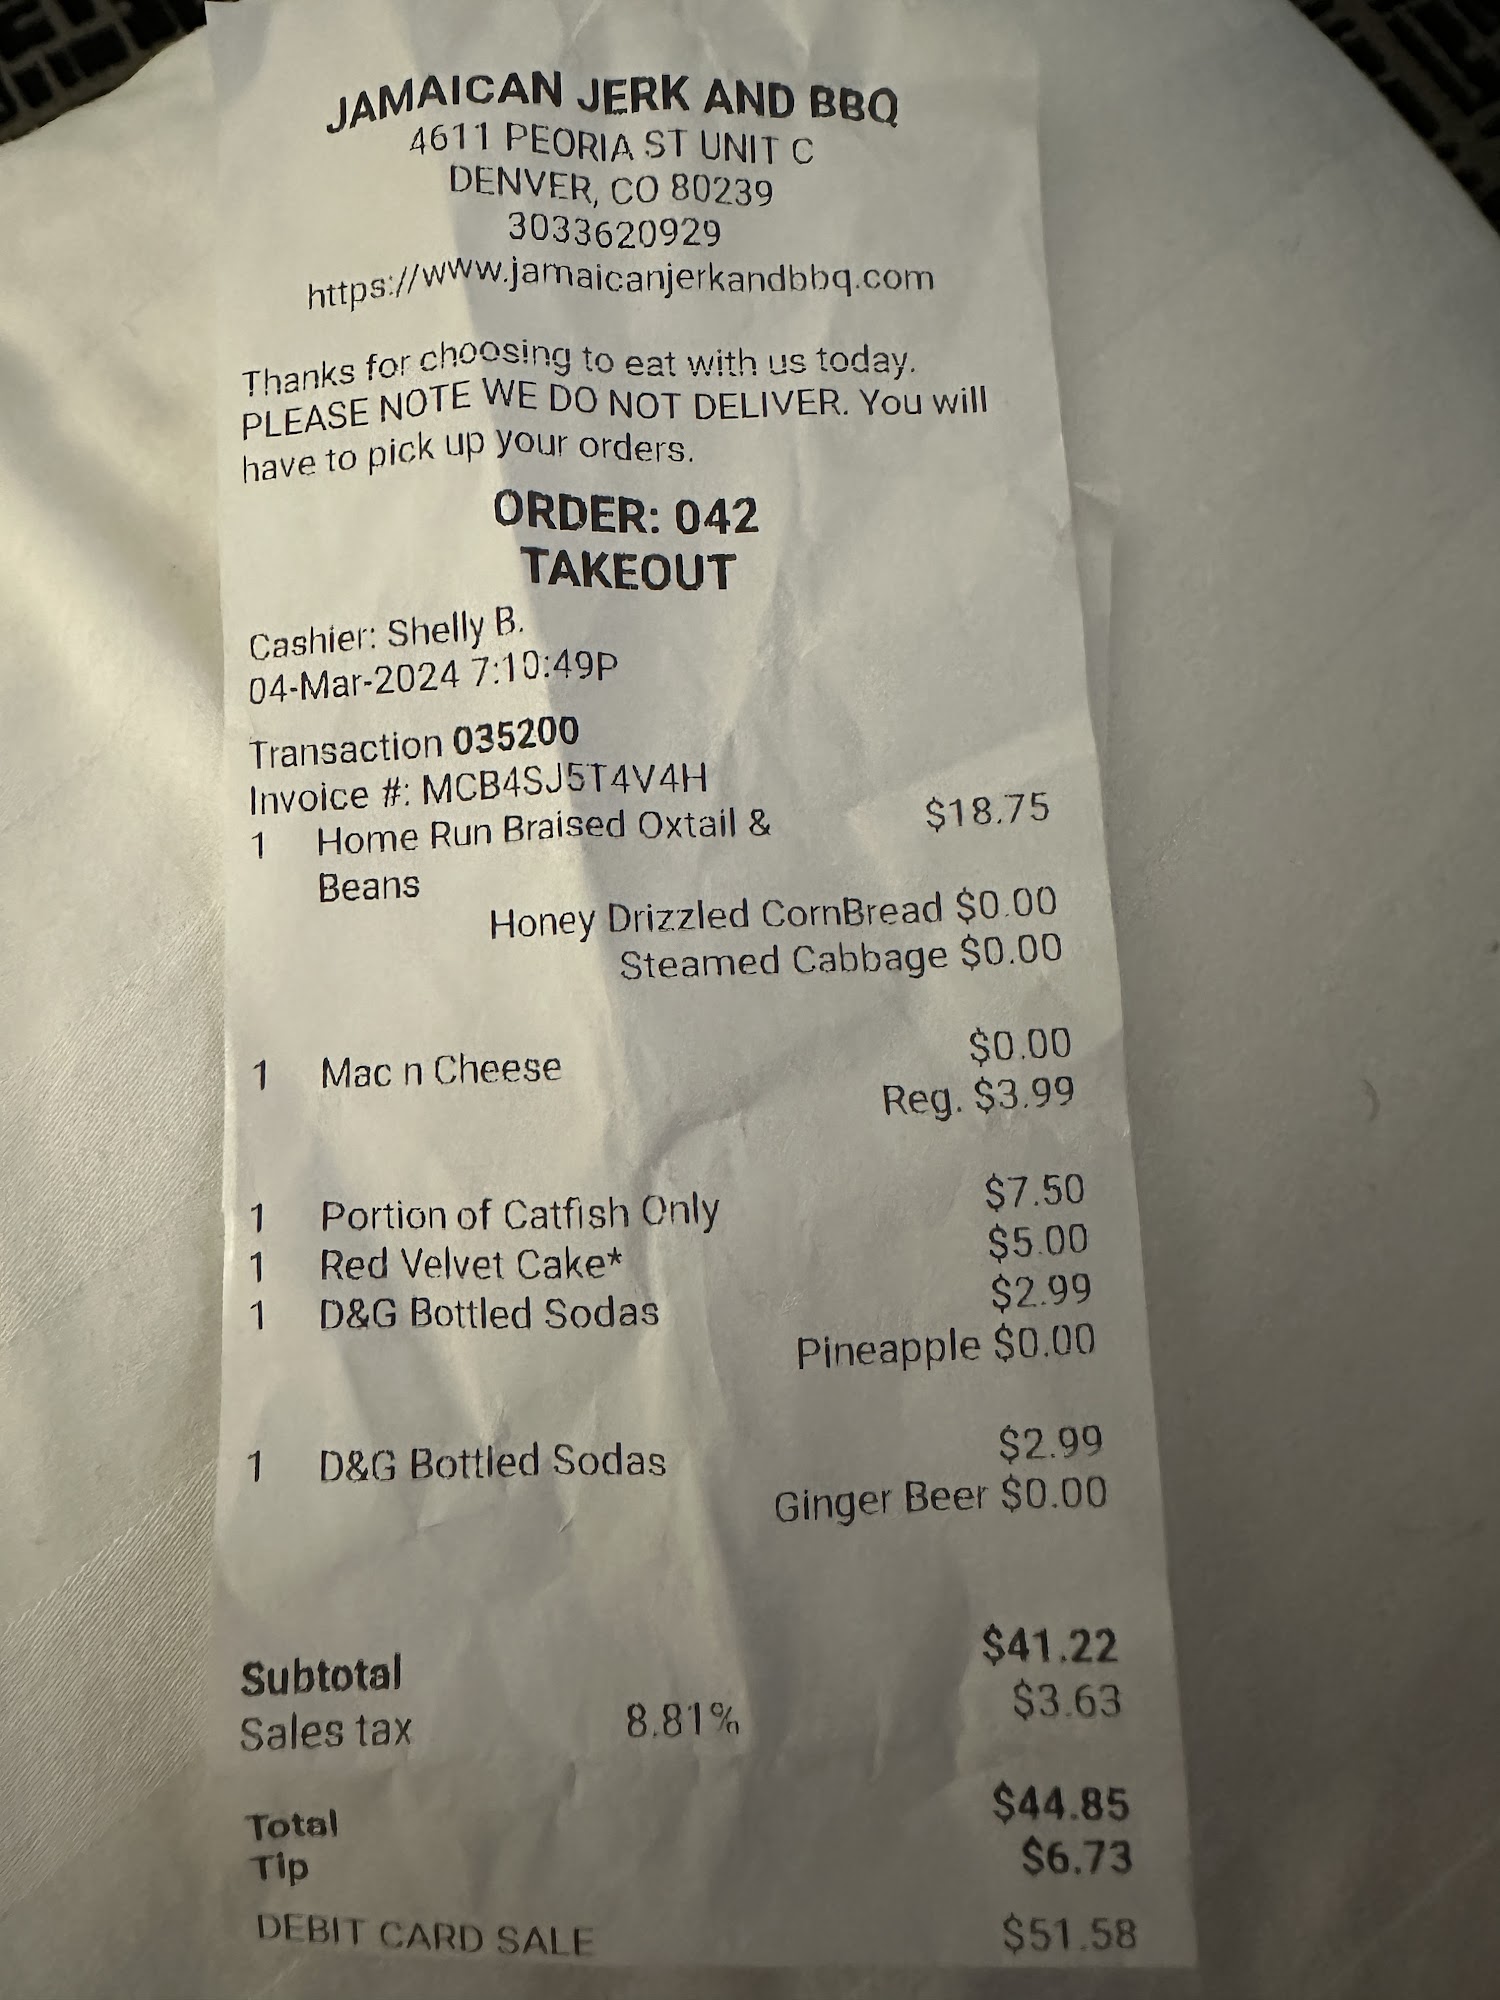 JAMAICAN JERK AND BBQ
4611 PEORIA ST UNIT C
DENVER, CO 80239
3033620929
https://www.jamaicanjerkandbbq.com
Thanks for choosing to eat with us today.
PLEASE NOTE WE DO NOT DELIVER. You will
have to pick up your orders.
ORDER: 042
TAKEOUT
Cashier: Shelly B.
04-Mar-2024 7:10:49P
Transaction 035200
Invoice #: MCB4SJ5T4V4H
1 Home Run Braised Oxtail & $18.75
Beans
Honey Drizzled CornBread $0.00
Steamed Cabbage $0.00
1 Mac n Cheese $0.00
Reg. $3.99
1 Portion of Catfish Only $7.50
1 Red Velvet Cake* $5.00
1 D&G Bottled Sodas $2.99
Pineapple $0.00
1 D&G Bottled Sodas $2.99
Ginger Beer $0.00
Subtotal $41.22
Sales tax 8.81% $3.63
Total $44.85
Tip $6.73
DEBIT CARD SALE $51.58